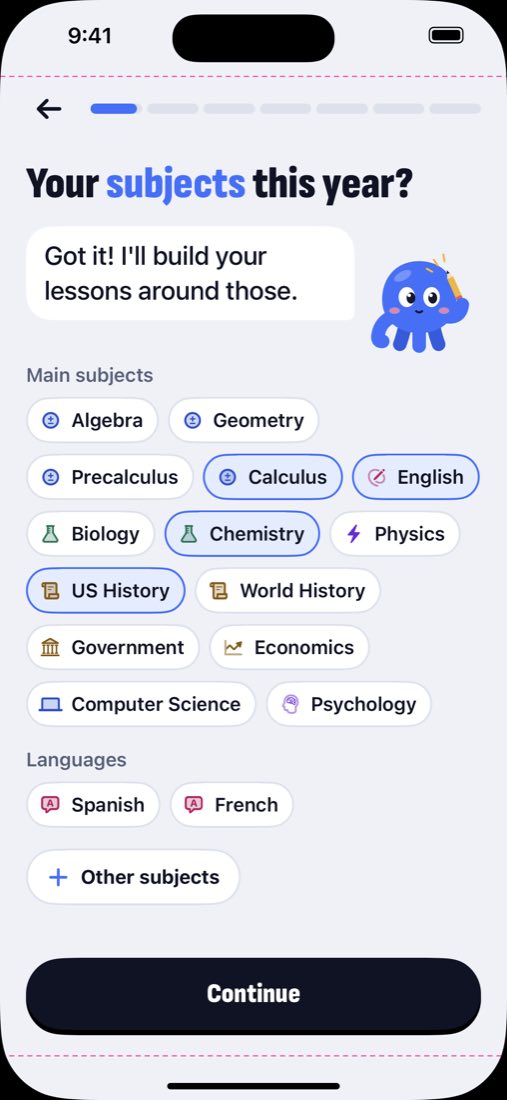 9:41
Your subjects this year?
Got it! I'll build your
lessons around those.
Main subjects
Algebra
Geometry
Precalculus
Calculus
English
Biology
Chemistry
Physics
US History
World History
Government
Economics
Computer Science
Psychology
Languages
A Spanish
A French
Other subjects
Continue